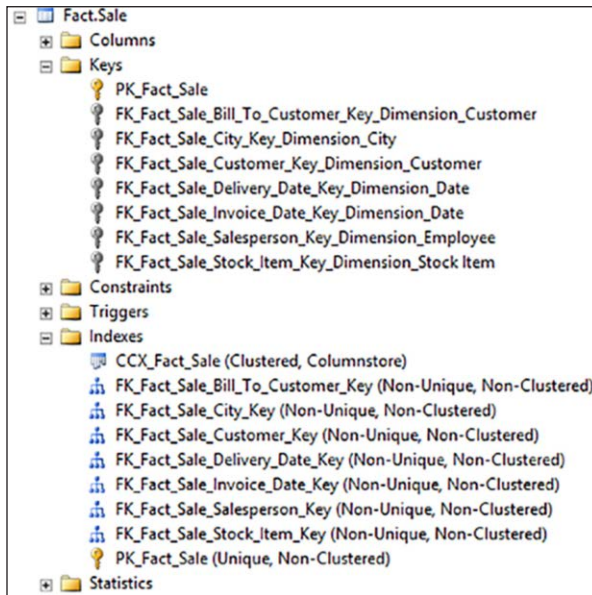 Fact.Sale
Columns
Keys
PK_Fact_Sale
FK_Fact_Sale_Bill_To_Customer_Key_Dimension_Customer
FK_Fact_Sale_City_Key_Dimension_City
FK_Fact_Sale_Customer_Key_Dimension_Customer
FK_Fact_Sale_Delivery_Date_Key_Dimension_Date
FK_Fact_Sale_Invoice_Date_Key_Dimension_Date
FK_Fact_Sale_Salesperson_Key_Dimension_Employee
FK_Fact_Sale_Stock_Item_Key_Dimension_Stock Item
Constraints
Triggers
Indexes
CCX_Fact_Sale (Clustered, Columnstore)
FK_Fact_Sale_Bill_To_Customer_Key (Non-Unique, Non-Clustered)
FK_Fact_Sale_City_Key (Non-Unique, Non-Clustered)
FK_Fact_Sale_Customer_Key (Non-Unique, Non-Clustered)
FK_Fact_Sale_Delivery_Date_Key (Non-Unique, Non-Clustered)
FK_Fact_Sale_Invoice_Date_Key (Non-Unique, Non-Clustered)
FK_Fact_Sale_Salesperson_Key (Non-Unique, Non-Clustered)
FK_Fact_Sale_Stock_Item_Key (Non-Unique, Non-Clustered)
PK_Fact_Sale (Unique, Non-Clustered)
Statistics